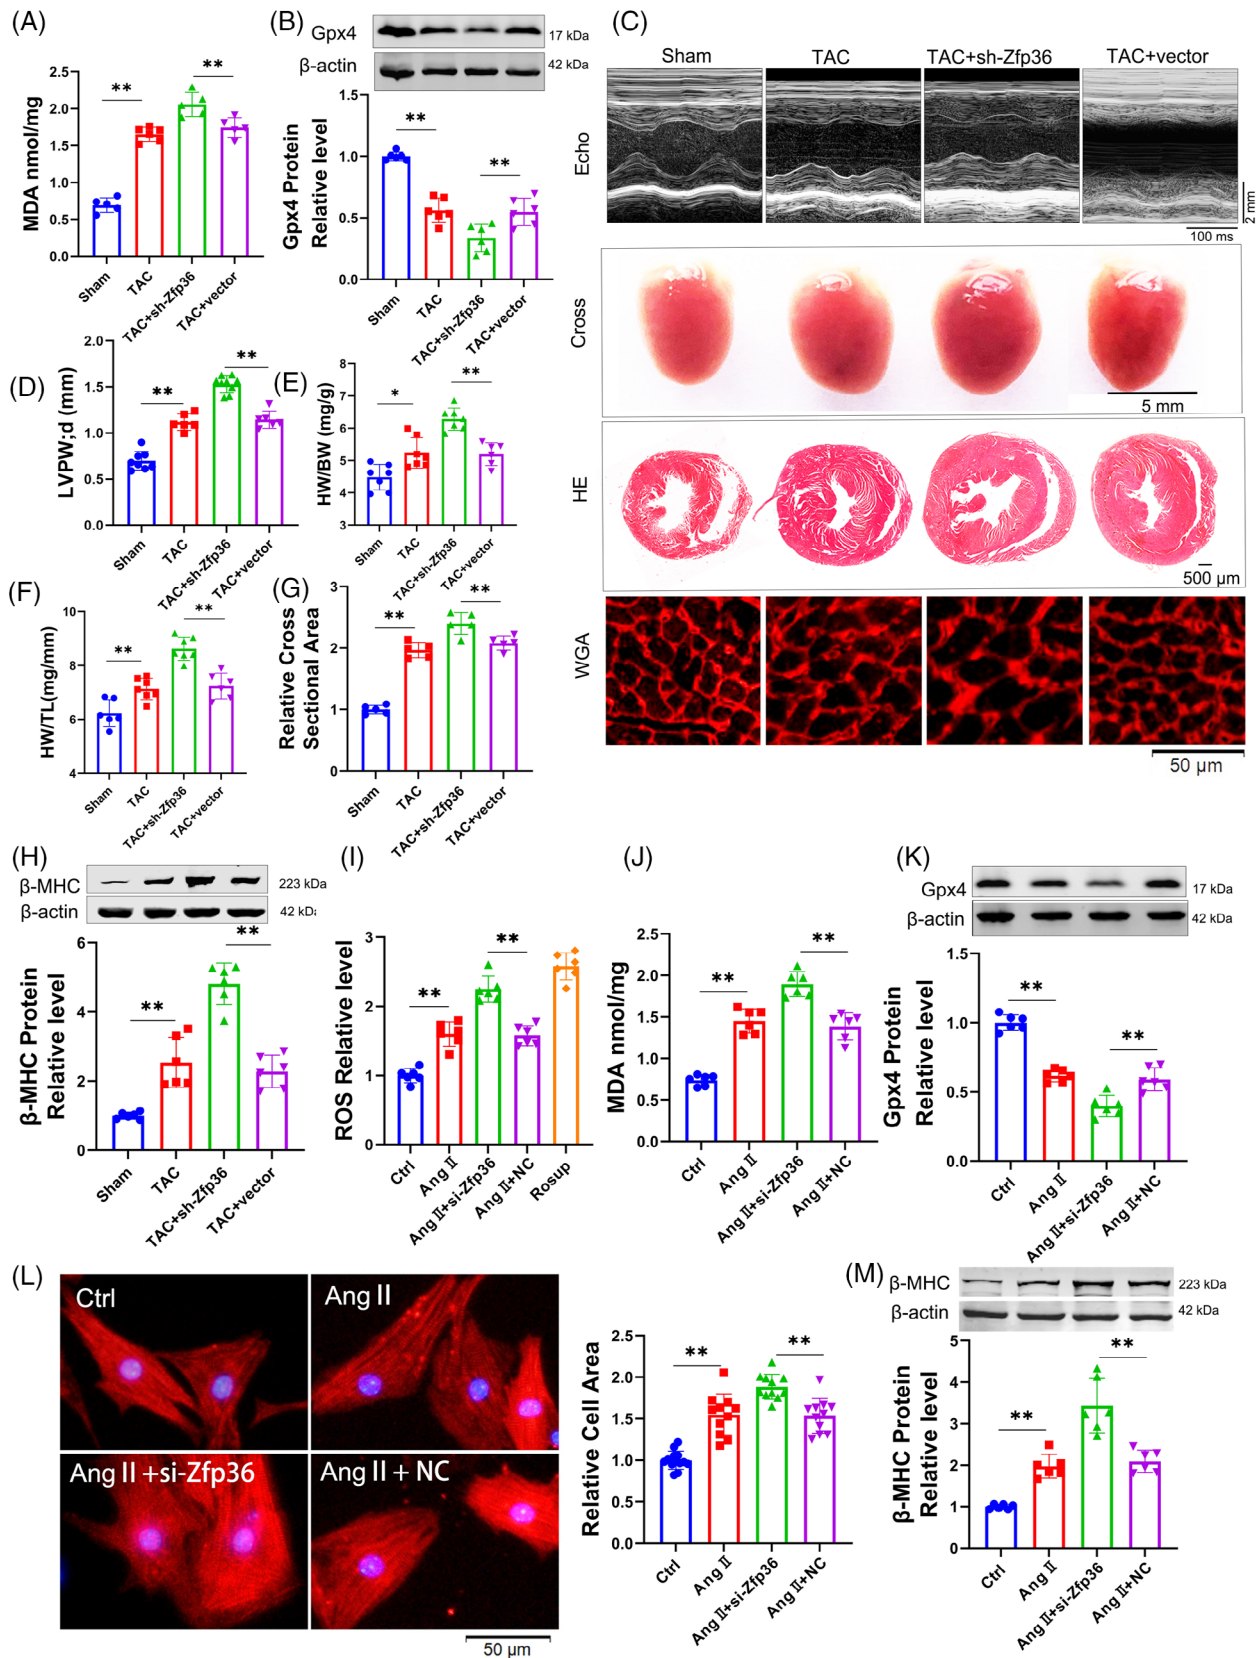 (A)
MDA nmol/mg
2.5
2.0
1.5
1.0
0.5
0.0
**
**
Sham
TAC
TAC+sh-Zfp36
TAC+vector
(B)
Gpx4
17 kDa
β-actin
42 kDa
Gpx4 Protein
Relative level
1.5
1.0
0.5
0.0
**
**
Sham
TAC
TAC+sh-Zfp36
TAC+vector
(C)
Sham
TAC
TAC+sh-Zfp36
TAC+vector
Echo
2 mm
100 ms
Cross
5 mm
HE
500 μm
WGA
50 μm
(D)
LVPW;d (mm)
2.0
1.5
1.0
0.5
0.0
**
**
Sham
TAC
TAC+sh-Zfp36
TAC+vector
(E)
HW/BW (mg/g)
8
7
6
5
4
3
*
**
Sham
TAC
TAC+sh-Zfp36
TAC+vector
(F)
HW/TL(mg/mm)
10
8
6
4
**
**
Sham
TAC
TAC+sh-Zfp36
TAC+vector
(G)
Relative Cross
Sectional Area
3
2
1
0
**
**
Sham
TAC
TAC+sh-Zfp36
TAC+vector
(H)
β-MHC
223 kDa
β-actin
42 kDa
β-MHC Protein
Relative level
6
4
2
0
**
**
Sham
TAC
TAC+sh-Zfp36
TAC+vector
(I)
ROS Relative level
3
2
1
0
**
**
Ctrl
Ang II
Ang II+si-Zfp36
Ang II+NC
Rosup
(J)
MDA nmol/mg
2.5
2.0
1.5
1.0
0.5
0.0
**
**
Ctrl
Ang II
Ang II+si-Zfp36
Ang II+NC
(K)
Gpx4
17 kDa
β-actin
42 kDa
Gpx4 Protein
Relative level
1.5
1.0
0.5
0.0
**
**
Ctrl
Ang II
Ang II+si-Zfp36
Ang II+NC
(L)
Ctrl
Ang II
Ang II +si-Zfp36
Ang II + NC
50 μm
Relative Cell Area
2.5
2.0
1.5
1.0
0.5
0.0
**
**
Ctrl
Ang II
Ang II+si-Zfp36
Ang II+NC
(M)
β-MHC
223 kDa
β-actin
42 kDa
β-MHC Protein
Relative level
5
4
3
2
1
0
**
**
Ctrl
Ang II
Ang II+si-Zfp36
Ang II+NC